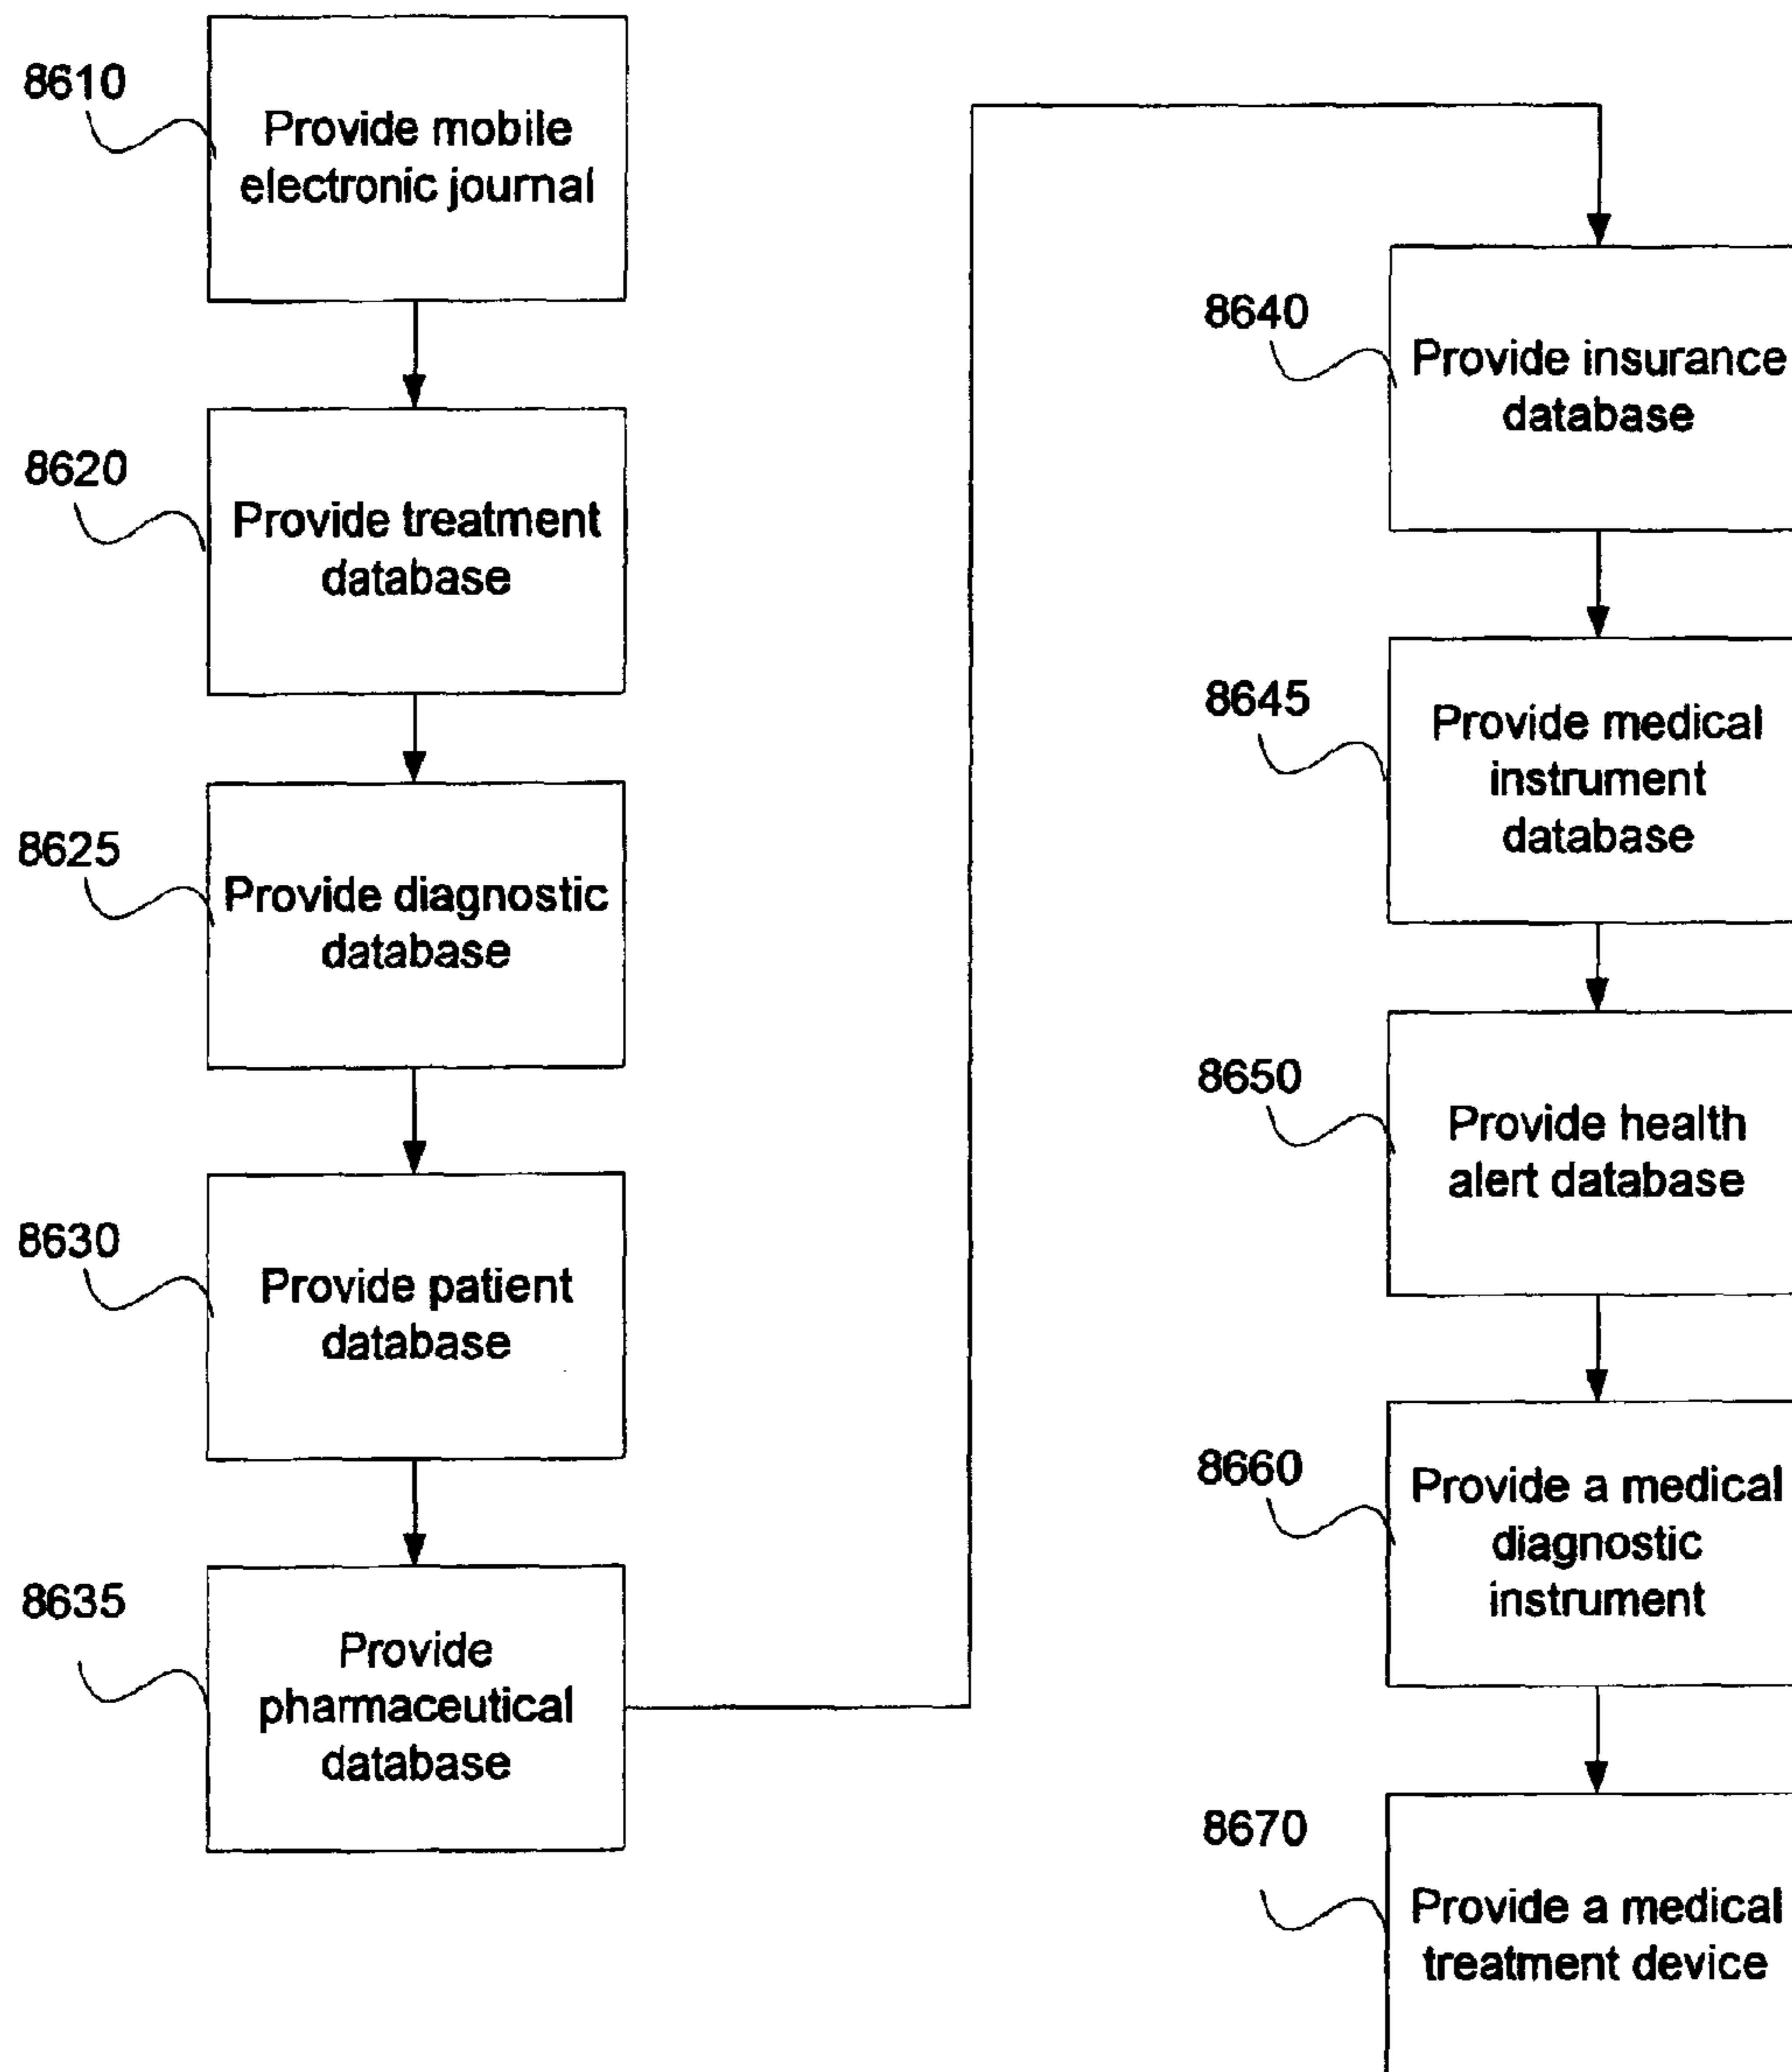 8610
Provide mobile
electronic journal
8620
Provide treatment
database
8625
Provide diagnostic
database
8630
Provide patient
database
8635
Provide
pharmaceutical
database
8640
Provide insurance
database
8645
Provide medical
instrument
database
8650
Provide health
alert database
8660
Provide a medical
diagnostic
instrument
8670
Provide a medical
treatment device